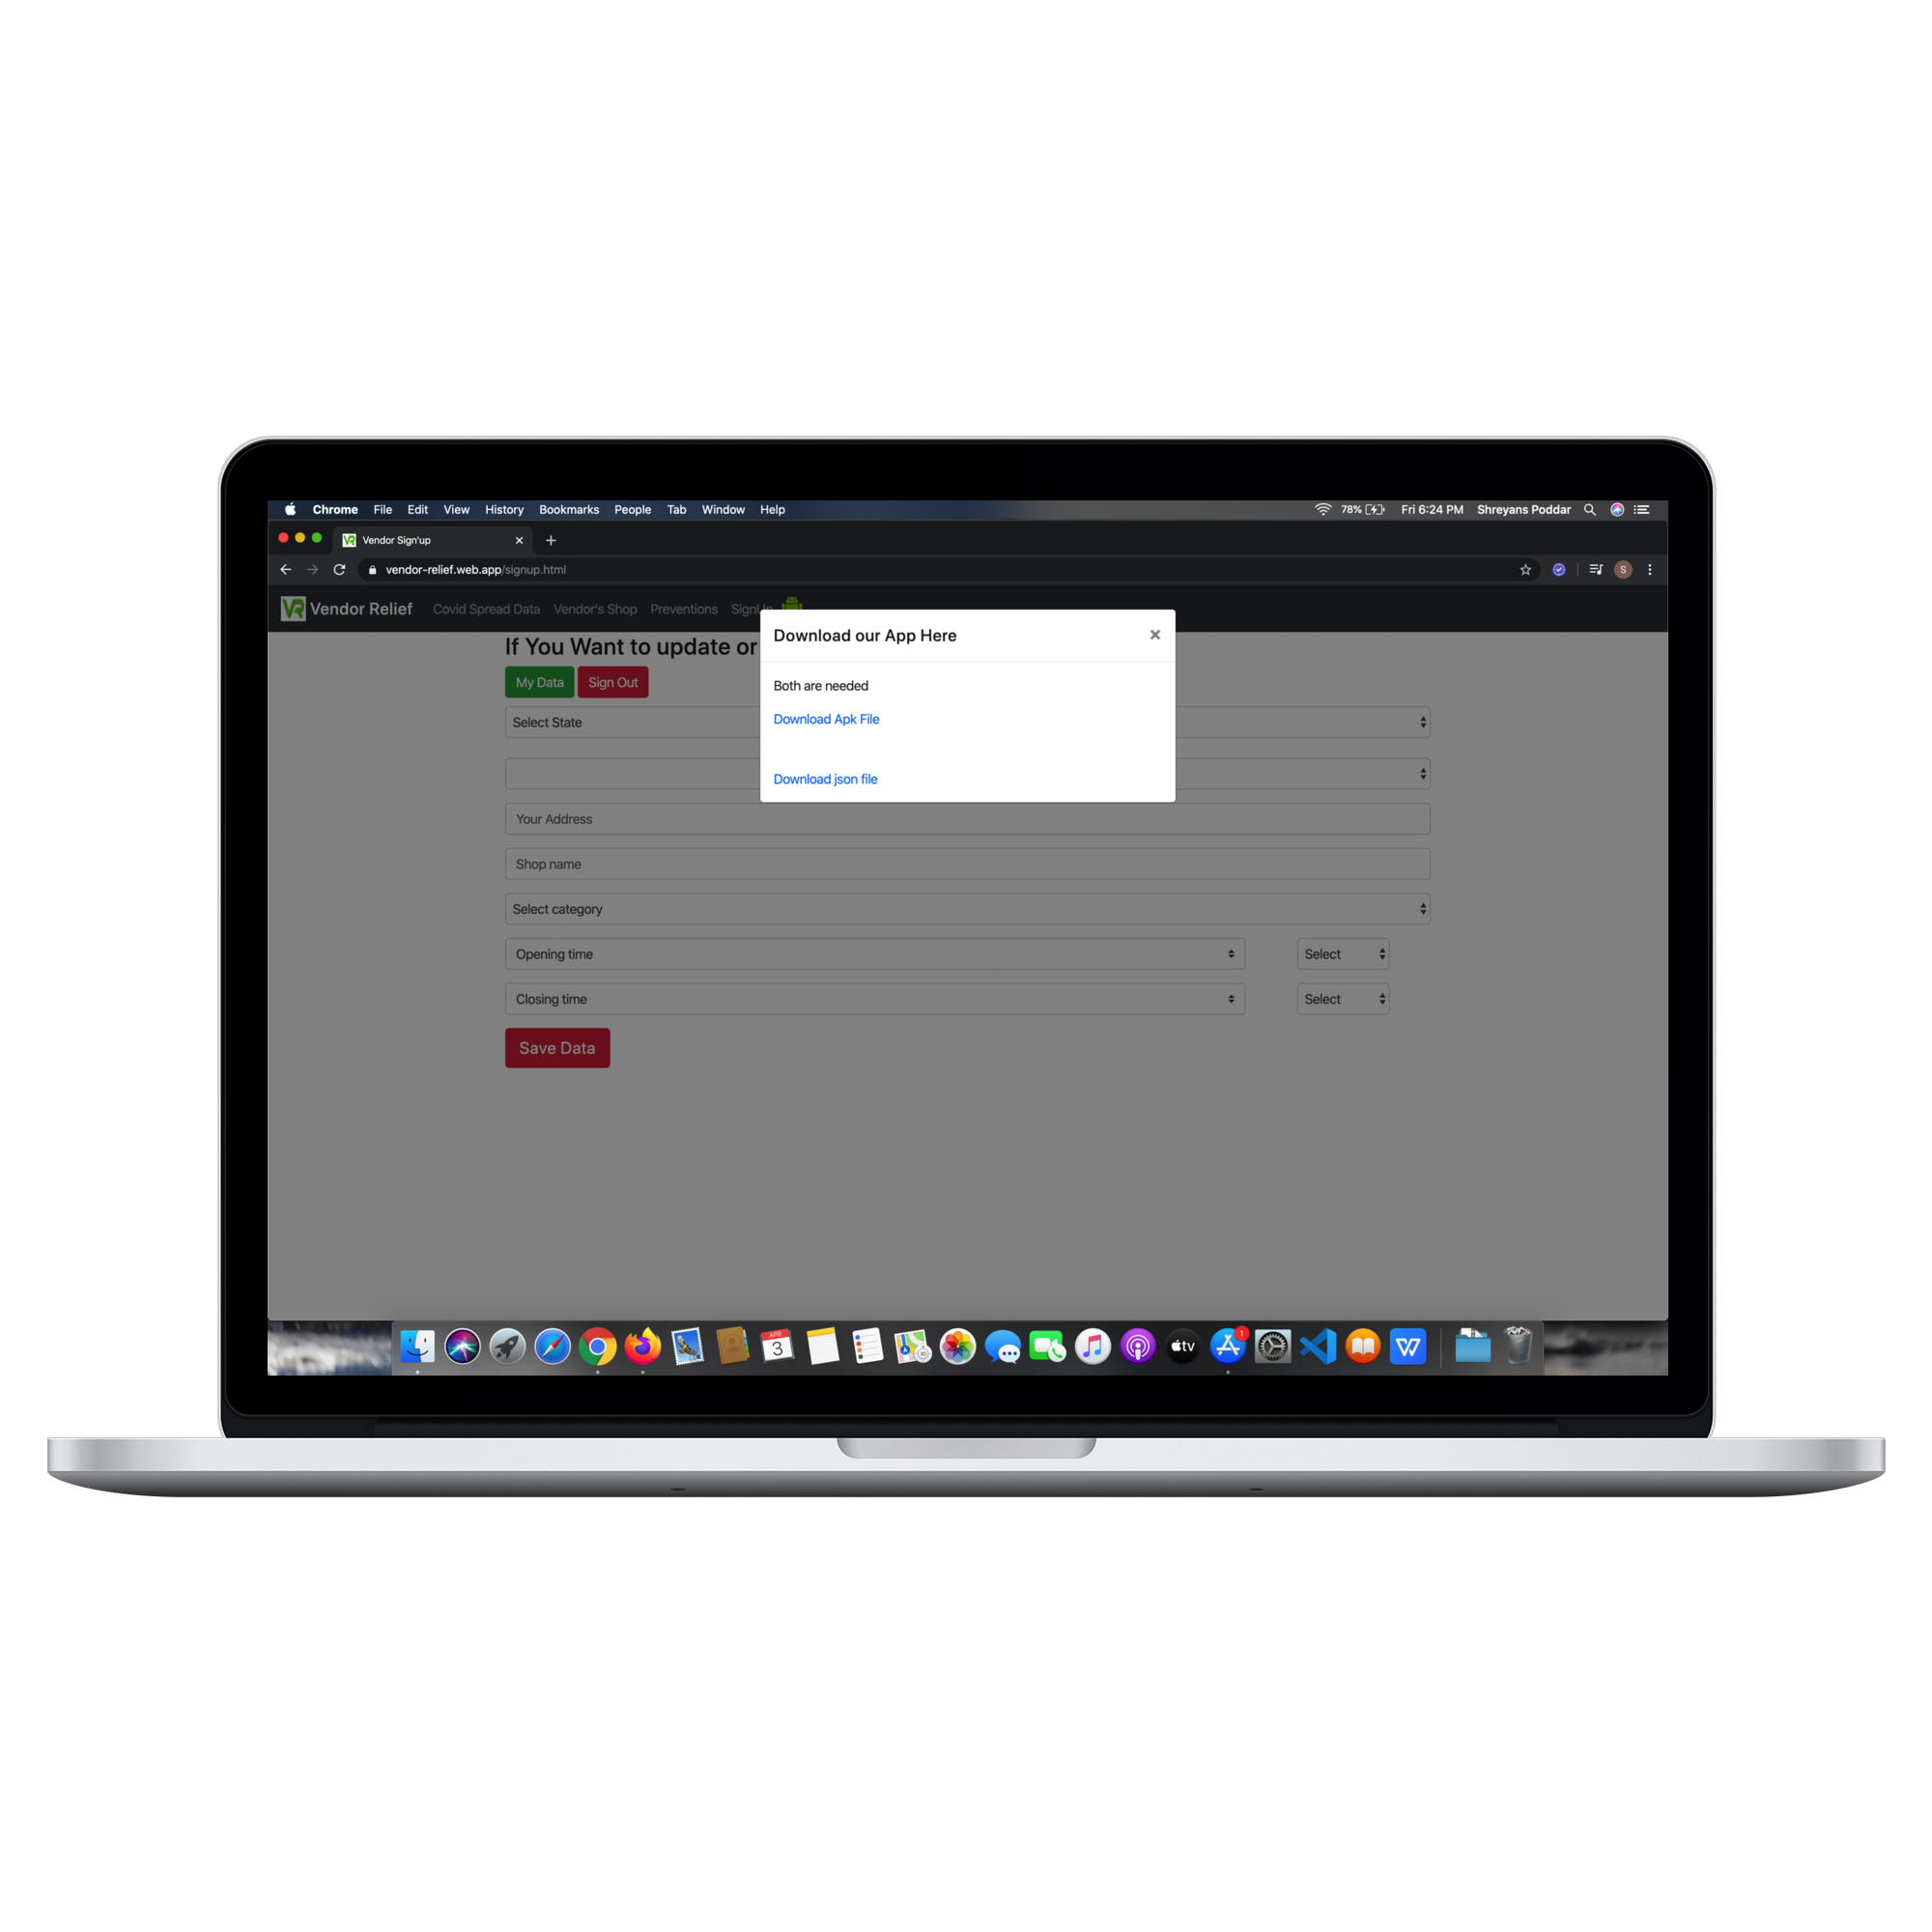 Chrome File Edit View History Bookmarks People Tab Window Help 78% Fri 6:24 PM Shreyans Poddar
VR Vendor Sign'up
vendor-relief.web.app/signup.html S
VR Vendor Relief Covid Spread Data Vendor's Shop Preventions
If You Want to update or
My Data Sign Out
Download our App Here ×
Both are needed
Download Apk File
Download json file
Select State
Your Address
Shop name
Select category
Opening time Select
Closing time Select
Save Data
APR
3
tv
1
W